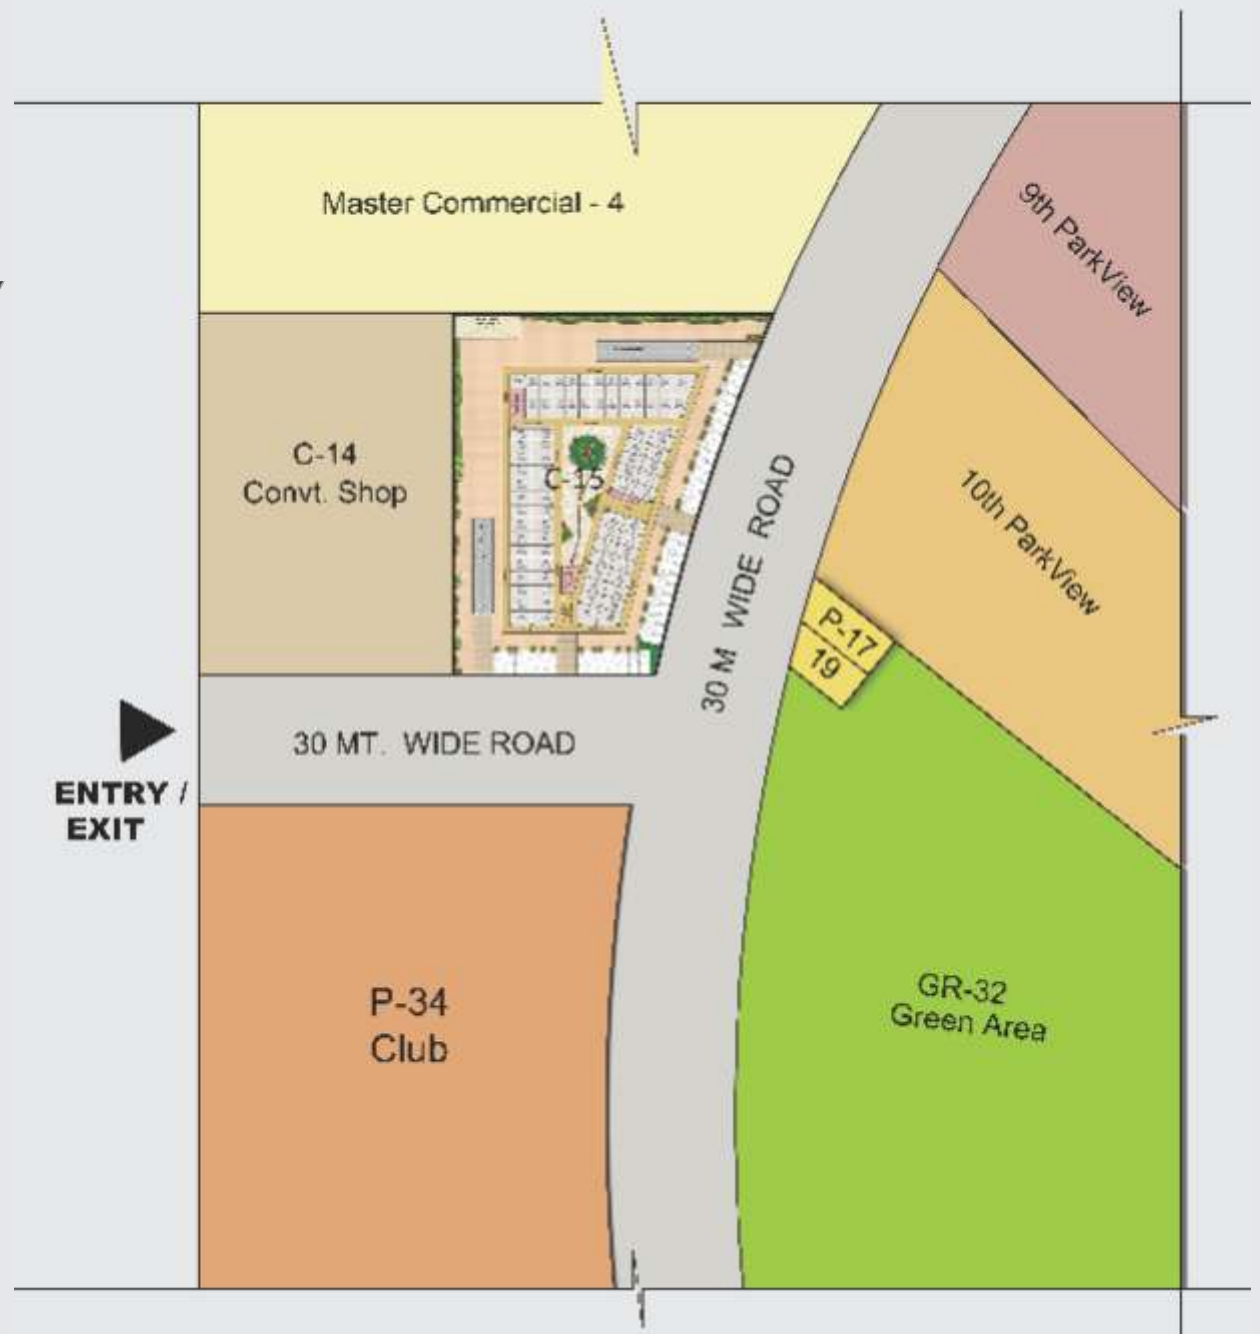 Master Commercial - 4
9th ParkView
C-14
Convt. Shop
C-15
10th ParkView
30 M WIDE ROAD
P-17
19
30 MT. WIDE ROAD
ENTRY /
EXIT
P-34
Club
GR-32
Green Area